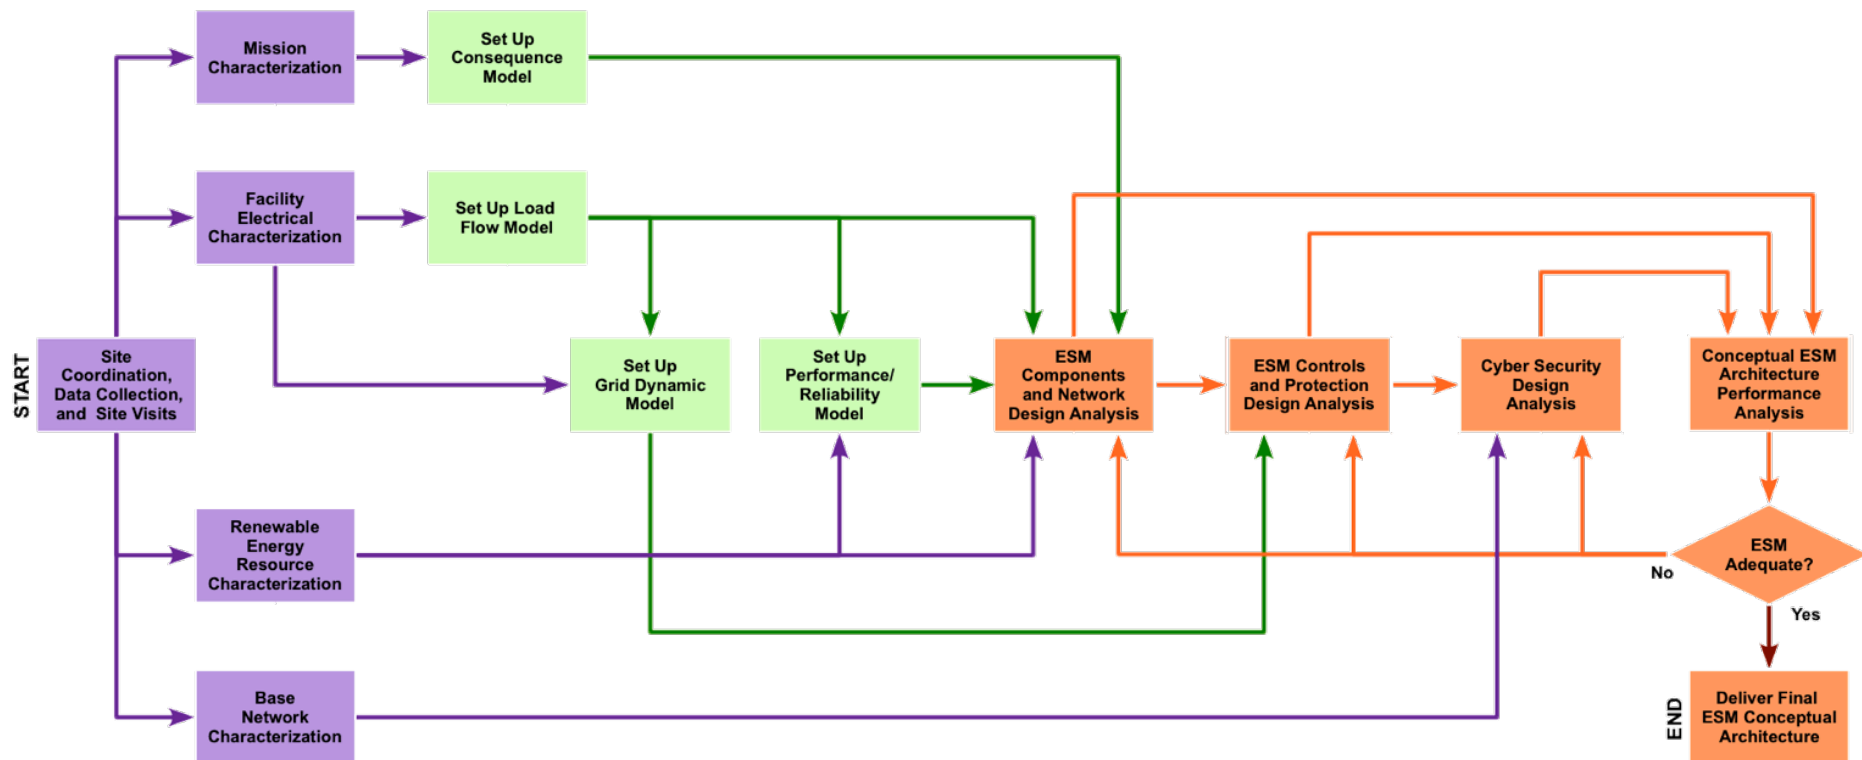 Mission
Characterization
Set Up
Consequence
Model
Facility
Electrical
Characterization
Set Up Load
Flow Model
START
Site
Coordination,
Data Collection,
and Site Visits
Set Up
Grid Dynamic
Model
Set Up
Performance/
Reliability
Model
ESM
Components
and Network
Design Analysis
ESM Controls
and Protection
Design Analysis
Cyber Security
Design
Analysis
Conceptual ESM
Architecture
Performance
Analysis
Renewable
Energy
Resource
Characterization
ESM
Adequate?
No
Yes
Base
Network
Characterization
END
Deliver Final
ESM Conceptual
Architecture